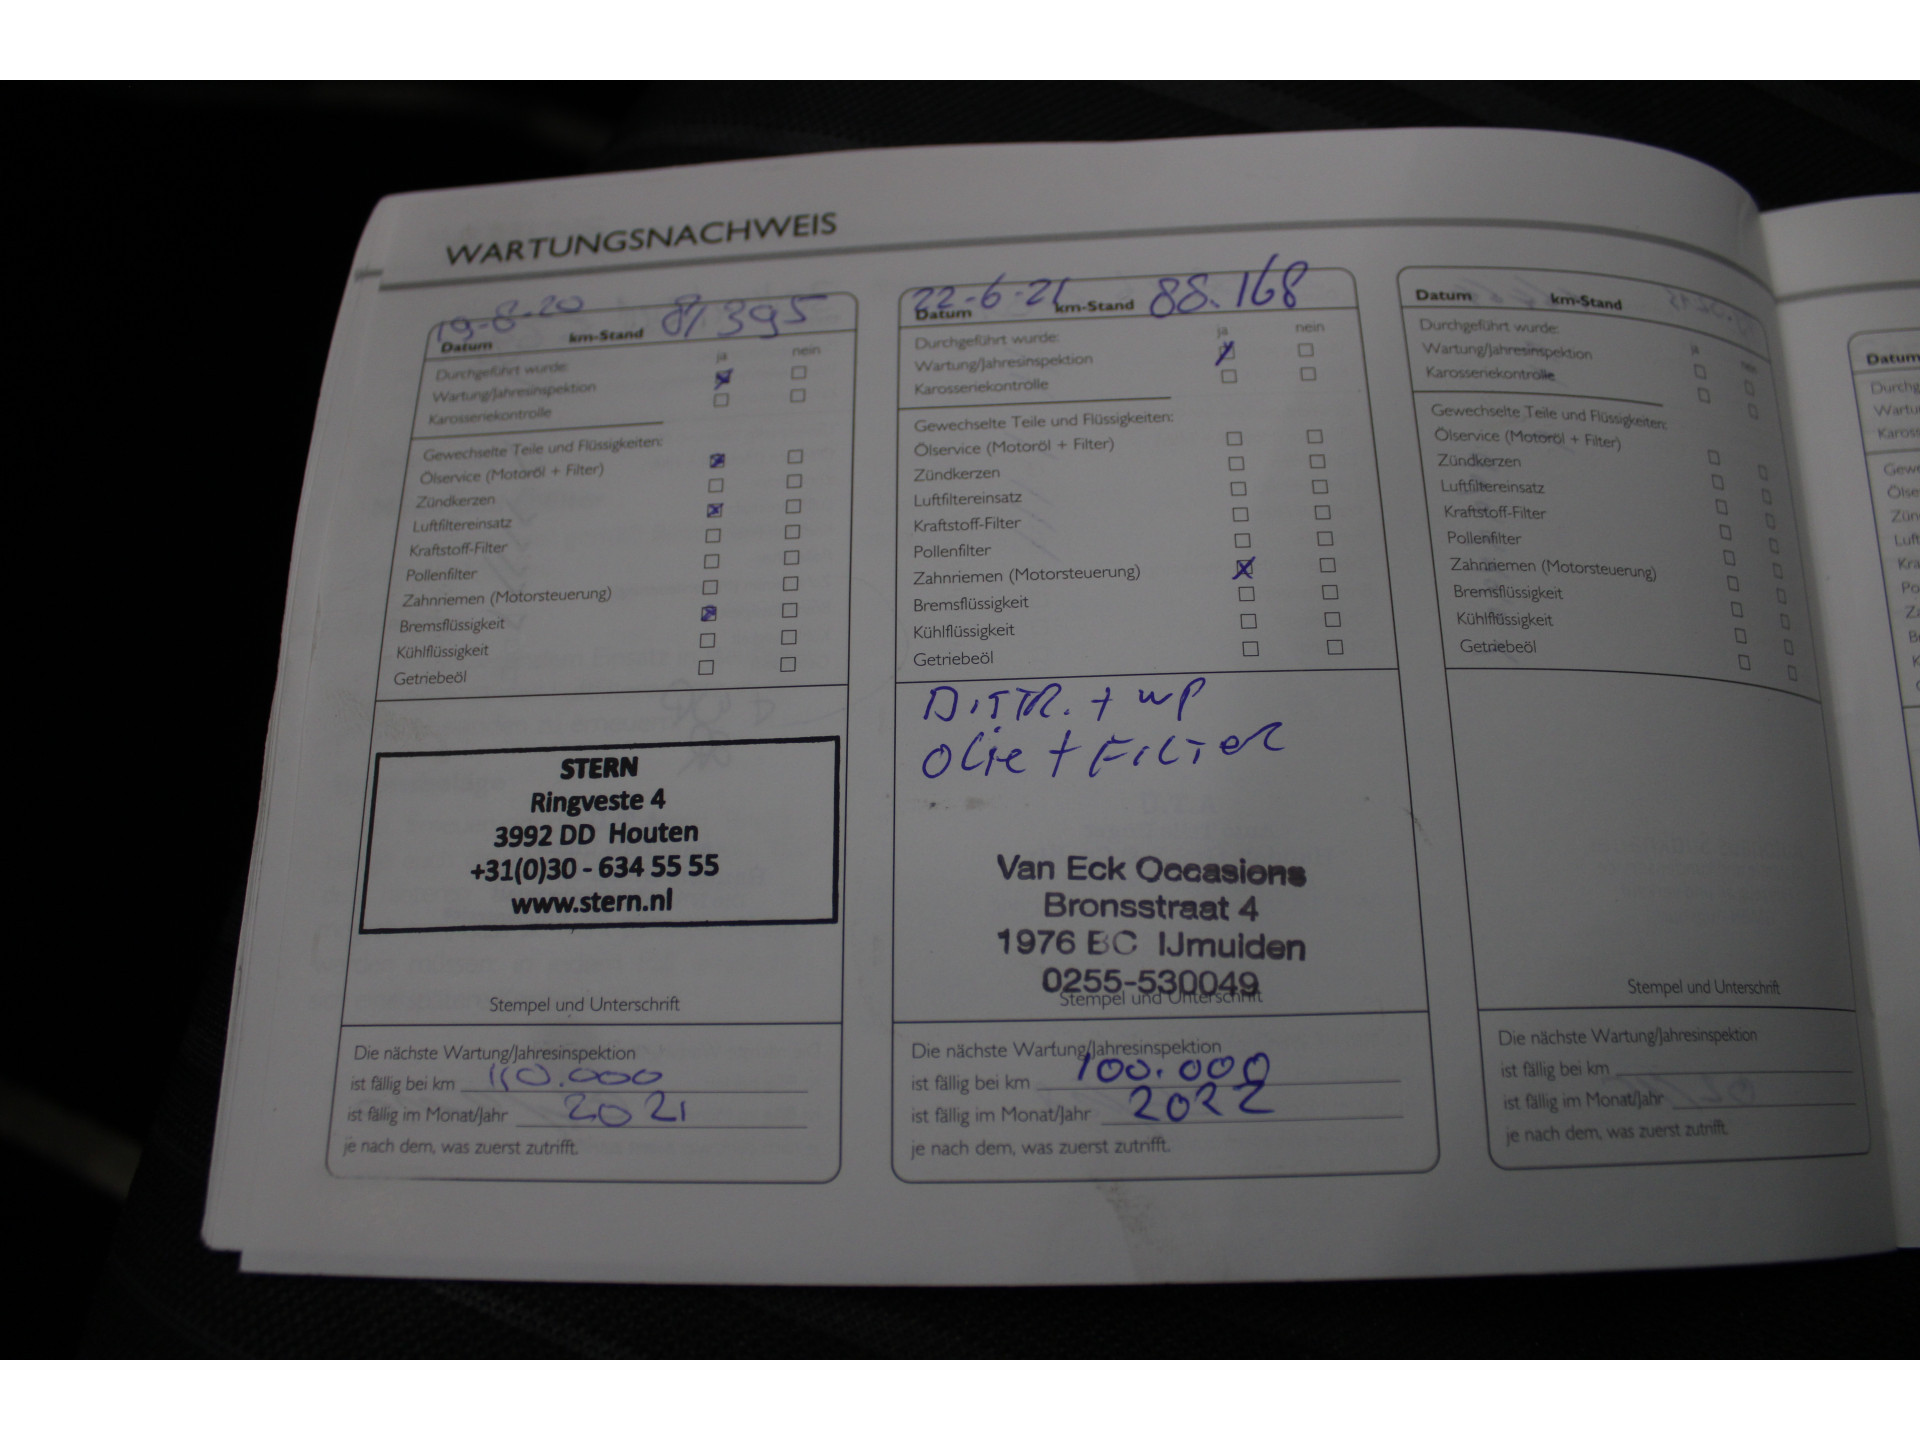 WARTUNGSNACHWEIS
19-8-20 87395
Datum km-Stand
Durchgeführt wurde: ja nein
Wartung/Jahresinspektion
Karosseriekontrolle
Gewechselte Teile und Flüssigkeiten:
Ölservice (Motoröl + Filter)
Zündkerzen
Luftfiltereinsatz
Kraftstoff-Filter
Pollenfilter
Zahnriemen (Motorsteuerung)
Bremsflüssigkeit
Kühlflüssigkeit
Getriebeöl
STERN
Ringveste 4
3992 DD Houten
+31(0)30 - 634 55 55
www.stern.nl
Stempel und Unterschrift
Die nächste Wartung/Jahresinspektion
ist fällig bei km 110.000
ist fällig im Monat/Jahr 2021
je nach dem, was zuerst zutrifft.
22-6-21 88.168
Datum km-Stand
Durchgeführt wurde: ja nein
Wartung/Jahresinspektion
Karosseriekontrolle
Gewechselte Teile und Flüssigkeiten:
Ölservice (Motoröl + Filter)
Zündkerzen
Luftfiltereinsatz
Kraftstoff-Filter
Pollenfilter
Zahnriemen (Motorsteuerung)
Bremsflüssigkeit
Kühlflüssigkeit
Getriebeöl
DISTR. + WP
Olie + Filter
Van Eck Occasions
Bronsstraat 4
1976 BC IJmuiden
0255-530049
Stempel und Unterschrift
Die nächste Wartung/Jahresinspektion
ist fällig bei km 100.000
ist fällig im Monat/Jahr 2022
je nach dem, was zuerst zutrifft.
Datum km-Stand
Durchgeführt wurde: ja nein
Wartung/Jahresinspektion
Karosseriekontrolle
Gewechselte Teile und Flüssigkeiten:
Ölservice (Motoröl + Filter)
Zündkerzen
Luftfiltereinsatz
Kraftstoff-Filter
Pollenfilter
Zahnriemen (Motorsteuerung)
Bremsflüssigkeit
Kühlflüssigkeit
Getriebeöl
Stempel und Unterschrift
Die nächste Wartung/Jahresinspektion
ist fällig bei km
ist fällig im Monat/Jahr
je nach dem, was zuerst zutrifft.
Datum